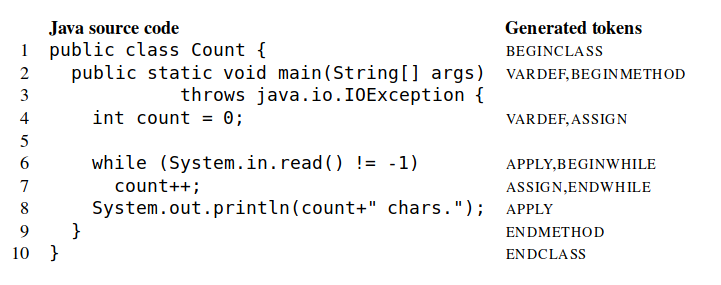 Java source code Generated tokens
1 public class Count { BEGINCLASS
2 public static void main(String[] args) VARDEF,BEGINMETHOD
3 throws java.io.IOException {
4 int count = 0; VARDEF,ASSIGN
5
6 while (System.in.read() != -1) APPLY,BEGINWHILE
7 count++; ASSIGN,ENDWHILE
8 System.out.println(count+" chars."); APPLY
9 } ENDMETHOD
10 } ENDCLASS